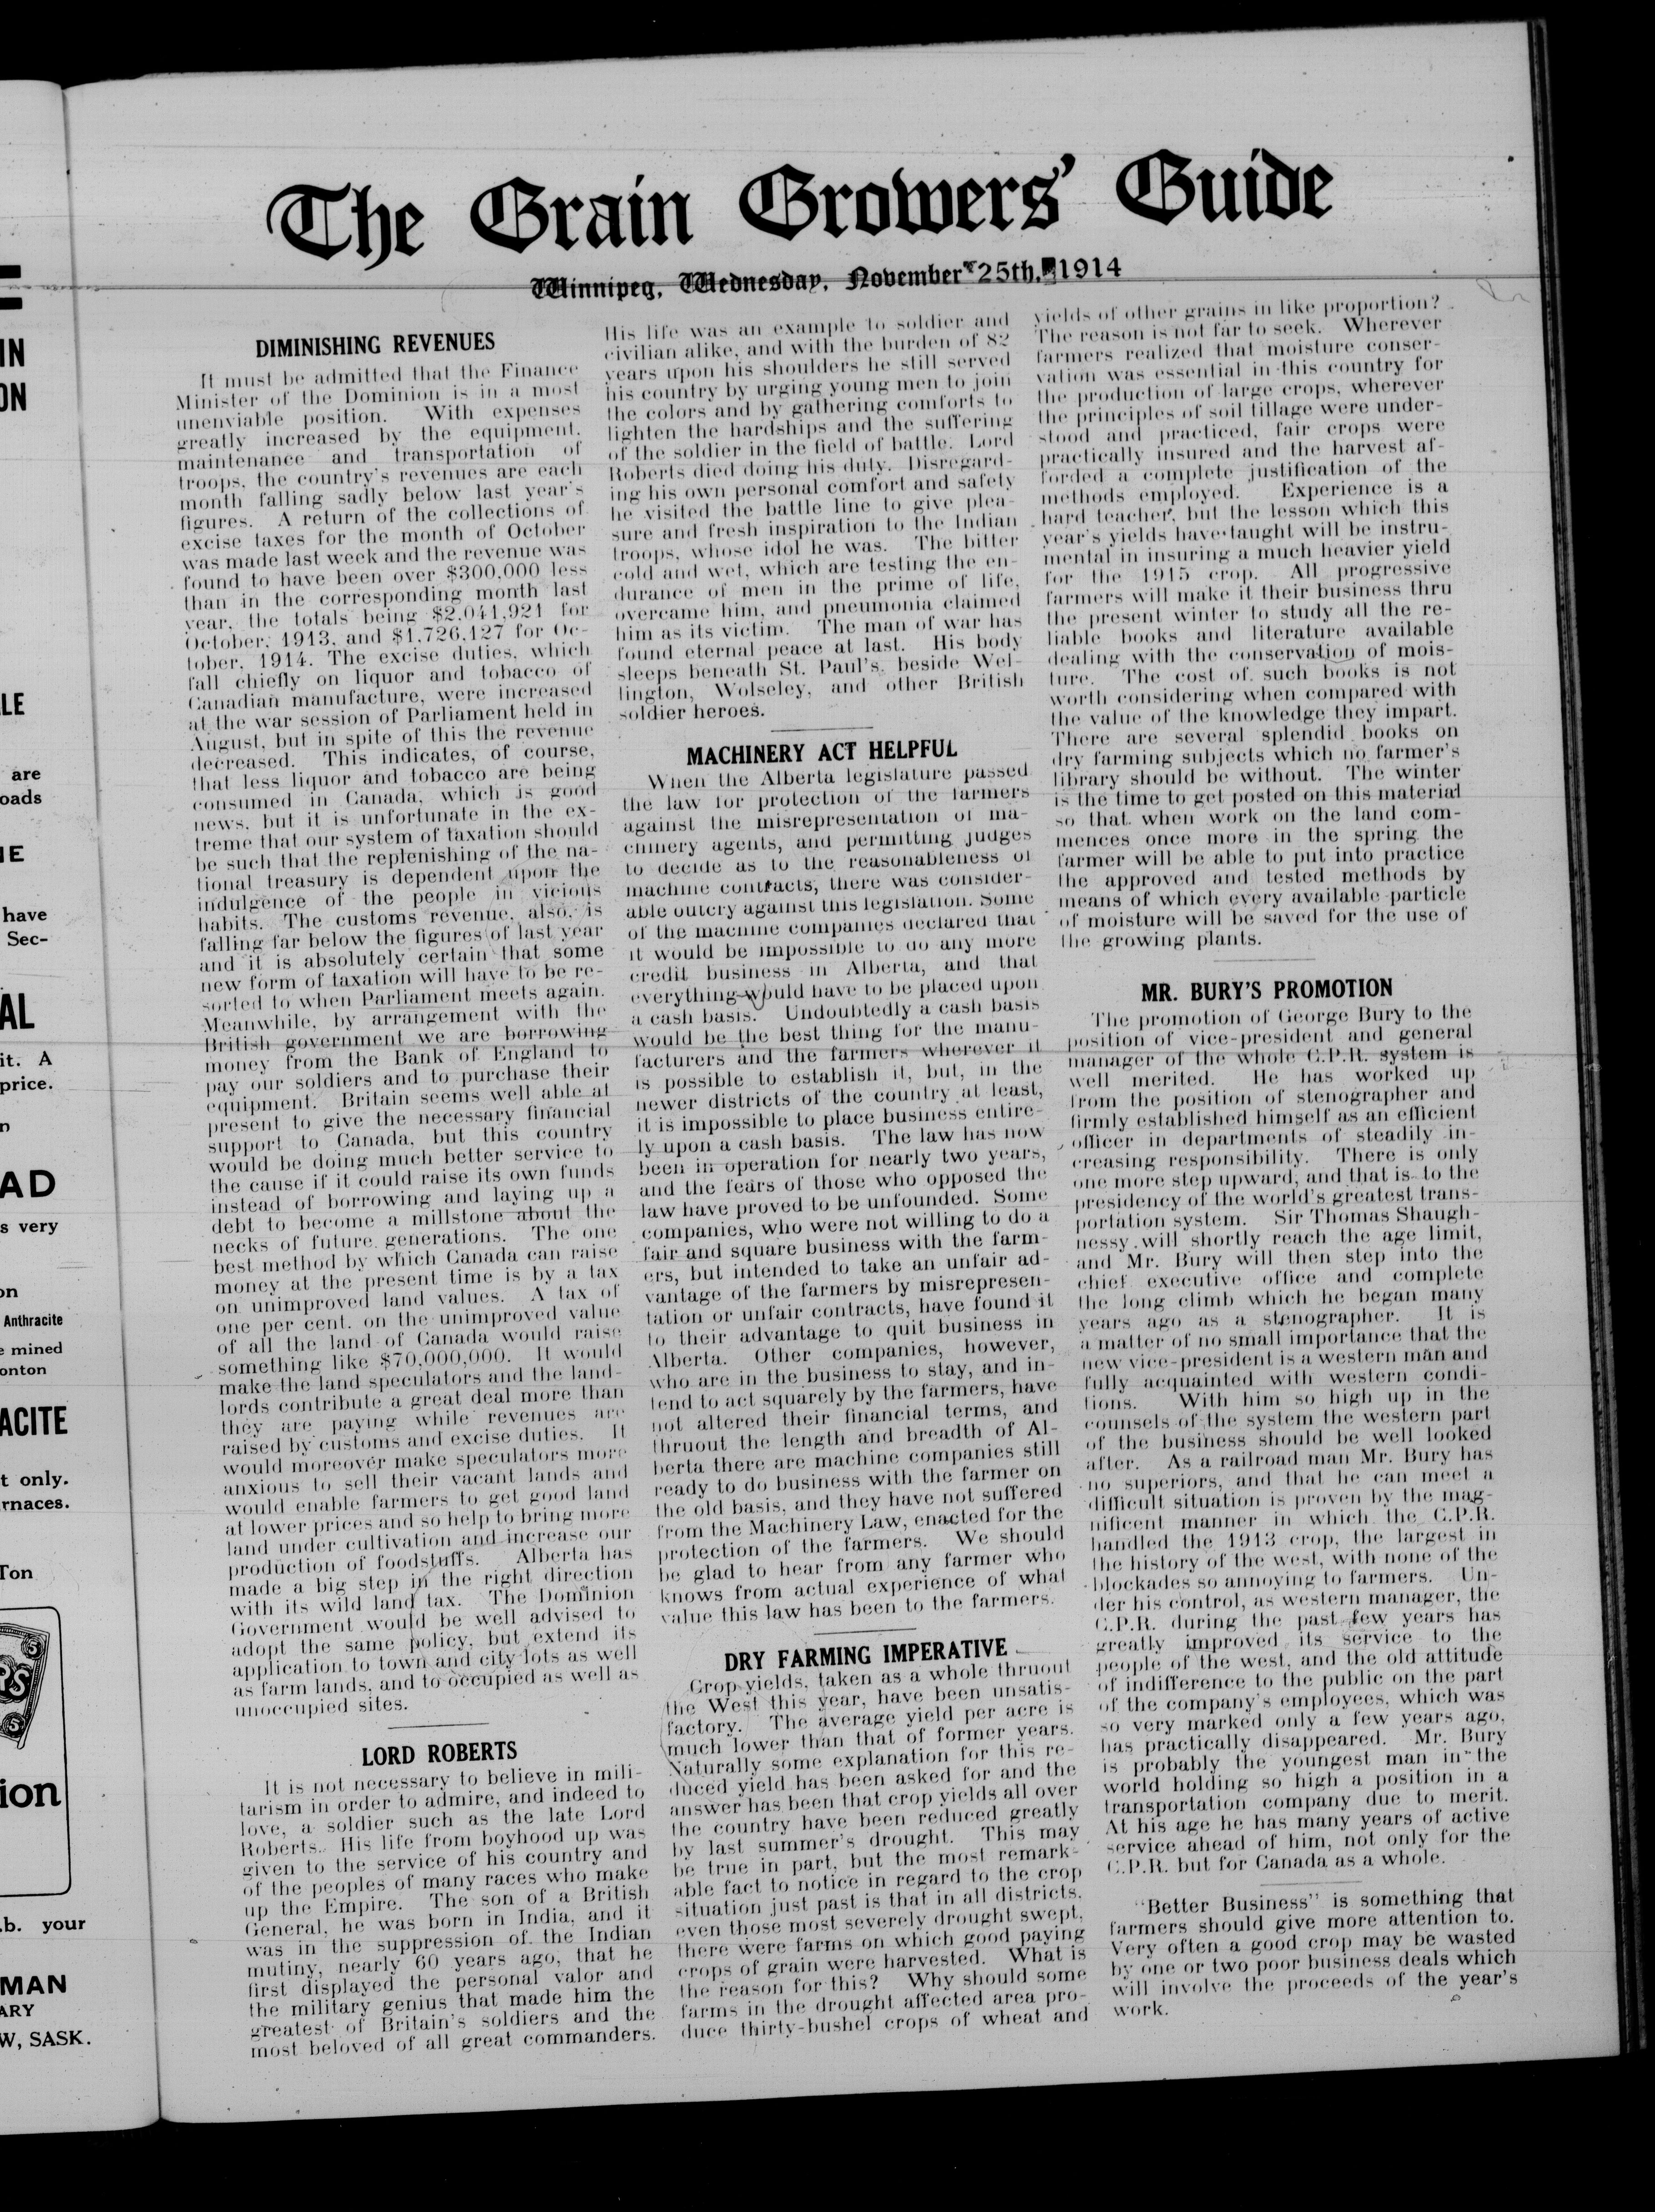 The Grain Growers' Guide
Winnipeg, Wednesday, November 25th, 1914
DIMINISHING REVENUES
It must be admitted that the Finance
Minister of the Dominion is in a most
unenviable position. With expenses
greatly increased by the equipment,
maintenance and transportation of
troops, the country's revenues are each
month falling sadly below last year's
figures. A return of the collections of
excise taxes for the month of October
was made last week and the revenue was
found to have been over $300,000 less
than in the corresponding month last
year, the totals being $2,041,921 for
October, 1913, and $1,726,127 for Oc-
tober, 1914. The excise duties, which
fall chiefly on liquor and tobacco of
Canadian manufacture, were increased
at the war session of Parliament held in
August, but in spite of this the revenue
decreased. This indicates, of course,
that less liquor and tobacco are being
consumed in Canada, which is good
news, but it is unfortunate in the ex-
treme that our system of taxation should
be such that the replenishing of the na-
tional treasury is dependent upon the
indulgence of the people in vicious
habits. The customs revenue, also, is
falling far below the figures of last year
and it is absolutely certain that some
new form of taxation will have to be re-
sorted to when Parliament meets again.
Meanwhile, by arrangement with the
British government we are borrowing
money from the Bank of England to
pay our soldiers and to purchase their
equipment. Britain seems well able at
present to give the necessary financial
support to Canada, but this country
would be doing much better service to
the cause if it could raise its own funds
instead of borrowing and laying up a
debt to become a millstone about the
necks of future generations. The one
best method by which Canada can raise
money at the present time is by a tax
on unimproved land values. A tax of
one per cent. on the unimproved value
of all the land of Canada would raise
something like $70,000,000. It would
make the land speculators and the land-
lords contribute a great deal more than
they are paying while revenues are
raised by customs and excise duties. It
would moreover make speculators more
anxious to sell their vacant lands and
would enable farmers to get good land
at lower prices and so help to bring more
land under cultivation and increase our
production of foodstuffs. Alberta has
made a big step in the right direction
with its wild land tax. The Dominion
Government would be well advised to
adopt the same policy, but extend its
application to town and city lots as well
as farm lands, and to occupied as well as
unoccupied sites.
LORD ROBERTS
It is not necessary to believe in mili-
tarism in order to admire, and indeed to
love, a soldier such as the late Lord
Roberts. His life from boyhood up was
given to the service of his country and
of the peoples of many races who make
up the Empire. The son of a British
General, he was born in India, and it
was in the suppression of the Indian
mutiny, nearly 60 years ago, that he
first displayed the personal valor and
the military genius that made him the
greatest of Britain's soldiers and the
most beloved of all great commanders.
His life was an example to soldier and
civilian alike, and with the burden of 82
years upon his shoulders he still served
his country by urging young men to join
the colors and by gathering comforts to
lighten the hardships and the suffering
of the soldier in the field of battle. Lord
Roberts died doing his duty. Disregard-
ing his own personal comfort and safety
he visited the battle line to give plea-
sure and fresh inspiration to the Indian
troops, whose idol he was. The bitter
cold and wet, which are testing the en-
durance of men in the prime of life,
overcame him, and pneumonia claimed
him as its victim. The man of war has
found eternal peace at last. His body
sleeps beneath St. Paul's, beside Wel-
lington, Wolseley, and other British
soldier heroes.
MACHINERY ACT HELPFUL
When the Alberta legislature passed
the law for protection of the farmers
against the misrepresentation of ma-
chinery agents, and permitting judges
to decide as to the reasonableness of
machine contracts, there was consider-
able outcry against this legislation. Some
of the machine companies declared that
it would be impossible to do any more
credit business in Alberta, and that
everything would have to be placed upon
a cash basis. Undoubtedly a cash basis
would be the best thing for the manu-
facturers and the farmers wherever it
is possible to establish it, but, in the
newer districts of the country at least,
it is impossible to place business entire-
ly upon a cash basis. The law has now
been in operation for nearly two years,
and the fears of those who opposed the
law have proved to be unfounded. Some
companies, who were not willing to do a
fair and square business with the farm-
ers, but intended to take an unfair ad-
vantage of the farmers by misrepresen-
tation or unfair contracts, have found it
to their advantage to quit business in
Alberta. Other companies, however,
who are in the business to stay, and in-
tend to act squarely by the farmers, have
not altered their financial terms, and
thruout the length and breadth of Al-
berta there are machine companies still
ready to do business with the farmer on
the old basis, and they have not suffered
from the Machinery Law, enacted for the
protection of the farmers. We should
be glad to hear from any farmer who
knows from actual experience of what
value this law has been to the farmers.
DRY FARMING IMPERATIVE
Crop yields, taken as a whole thruout
the West this year, have been unsatis-
factory. The average yield per acre is
much lower than that of former years.
Naturally some explanation for this re-
duced yield has been asked for and the
answer has been that crop yields all over
the country have been reduced greatly
by last summer's drought. This may
be true in part, but the most remark-
able fact to notice in regard to the crop
situation just past is that in all districts,
even those most severely drought swept,
there were farms on which good paying
crops of grain were harvested. What is
the reason for this? Why should some
farms in the drought affected area pro-
duce thirty-bushel crops of wheat and
yields of other grains in like proportion?
The reason is not far to seek. Wherever
farmers realized that moisture conser-
vation was essential in this country for
the production of large crops, wherever
the principles of soil tillage were under-
stood and practiced, fair crops were
practically insured and the harvest af-
forded a complete justification of the
methods employed. Experience is a
hard teacher, but the lesson which this
year's yields have taught will be instru-
mental in insuring a much heavier yield
for the 1915 crop. All progressive
farmers will make it their business thru
the present winter to study all the re-
liable books and literature available
dealing with the conservation of mois-
ture. The cost of such books is not
worth considering when compared with
the value of the knowledge they impart.
There are several splendid books on
dry farming subjects which no farmer's
library should be without. The winter
is the time to get posted on this material
so that when work on the land com-
mences once more in the spring the
farmer will be able to put into practice
the approved and tested methods by
means of which every available particle
of moisture will be saved for the use of
the growing plants.
MR. BURY'S PROMOTION
The promotion of George Bury to the
position of vice-president and general
manager of the whole C.P.R. system is
well merited. He has worked up
from the position of stenographer and
firmly established himself as an efficient
officer in departments of steadily in-
creasing responsibility. There is only
one more step upward, and that is to the
presidency of the world's greatest trans-
portation system. Sir Thomas Shaugh-
nessy will shortly reach the age limit,
and Mr. Bury will then step into the
chief executive office and complete
the long climb which he began many
years ago as a stenographer. It is
a matter of no small importance that the
new vice-president is a western man and
fully acquainted with western condi-
tions. With him so high up in the
counsels of the system the western part
of the business should be well looked
after. As a railroad man Mr. Bury has
no superiors, and that he can meet a
difficult situation is proven by the mag-
nificent manner in which the C.P.R.
handled the 1913 crop, the largest in
the history of the west, with none of the
blockades so annoying to farmers. Un-
der his control, as western manager, the
C.P.R. during the past few years has
greatly improved its service to the
people of the west, and the old attitude
of indifference to the public on the part
of the company's employees, which was
so very marked only a few years ago,
has practically disappeared. Mr. Bury
is probably the youngest man in the
world holding so high a position in a
transportation company due to merit.
At his age he has many years of active
service ahead of him, not only for the
C.P.R. but for Canada as a whole.
"Better Business" is something that
farmers should give more attention to.
Very often a good crop may be wasted
by one or two poor business deals which
will involve the proceeds of the year's
work.
IN
ON
LE
are
oads
IE
have
Sec-
AL
it. A
price.
n
AD
s very
on
Anthracite
e mined
onton
ACITE
t only.
rnaces.
Ton
RS
5
5
ion
.b. your
MAN
ARY
W, SASK.